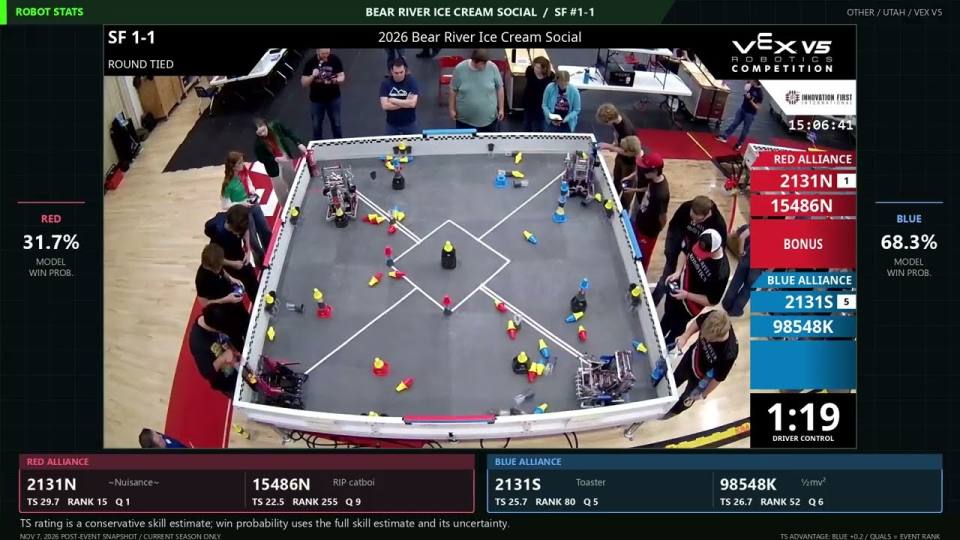 ROBOT STATS
BEAR RIVER ICE CREAM SOCIAL / SF #1-1
OTHER / UTAH / VEX V5
SF 1-1
2026 Bear River Ice Cream Social
ROUND TIED
VEX V5
ROBOTICS
COMPETITION
INNOVATION FIRST
INTERNATIONAL
15:06:41
RED ALLIANCE
2131N 1
15486N
BONUS
BLUE ALLIANCE
2131S 5
98548K
1:19
DRIVER CONTROL
RED
31.7%
MODEL
WIN PROB.
BLUE
68.3%
MODEL
WIN PROB.
RED ALLIANCE
2131N ~Nuisance~
TS 29.7 RANK 15 Q 1
15486N RIP catboi
TS 22.5 RANK 255 Q 9
BLUE ALLIANCE
2131S Toaster
TS 25.7 RANK 80 Q 5
98548K ½mv²
TS 26.7 RANK 52 Q 6
TS rating is a conservative skill estimate; win probability uses the full skill estimate and its uncertainty.
NOV 7, 2026 POST-EVENT SNAPSHOT / CURRENT SEASON ONLY
TS ADVANTAGE: BLUE +0.2 / QUALS = EVENT RANK